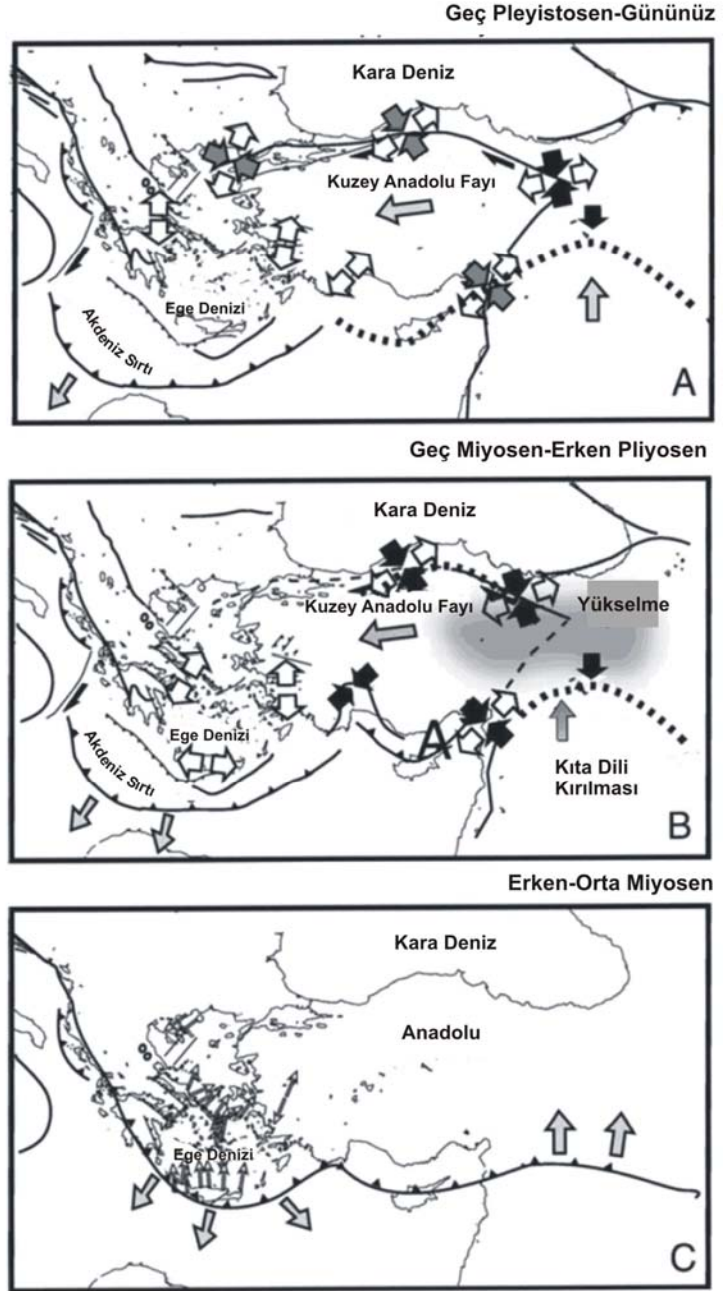 Geç Pleyistosen-Gününüz
Kara Deniz
Kuzey Anadolu Fayı
Ege Denizi
Akdeniz Sırtı
A
Geç Miyosen-Erken Pliyosen
Kara Deniz
Kuzey Anadolu Fayı
Yükselme
Ege Denizi
Akdeniz Sırtı
A
Kıta Dili
Kırılması
B
Erken-Orta Miyosen
Kara Deniz
Anadolu
Ege Denizi
C